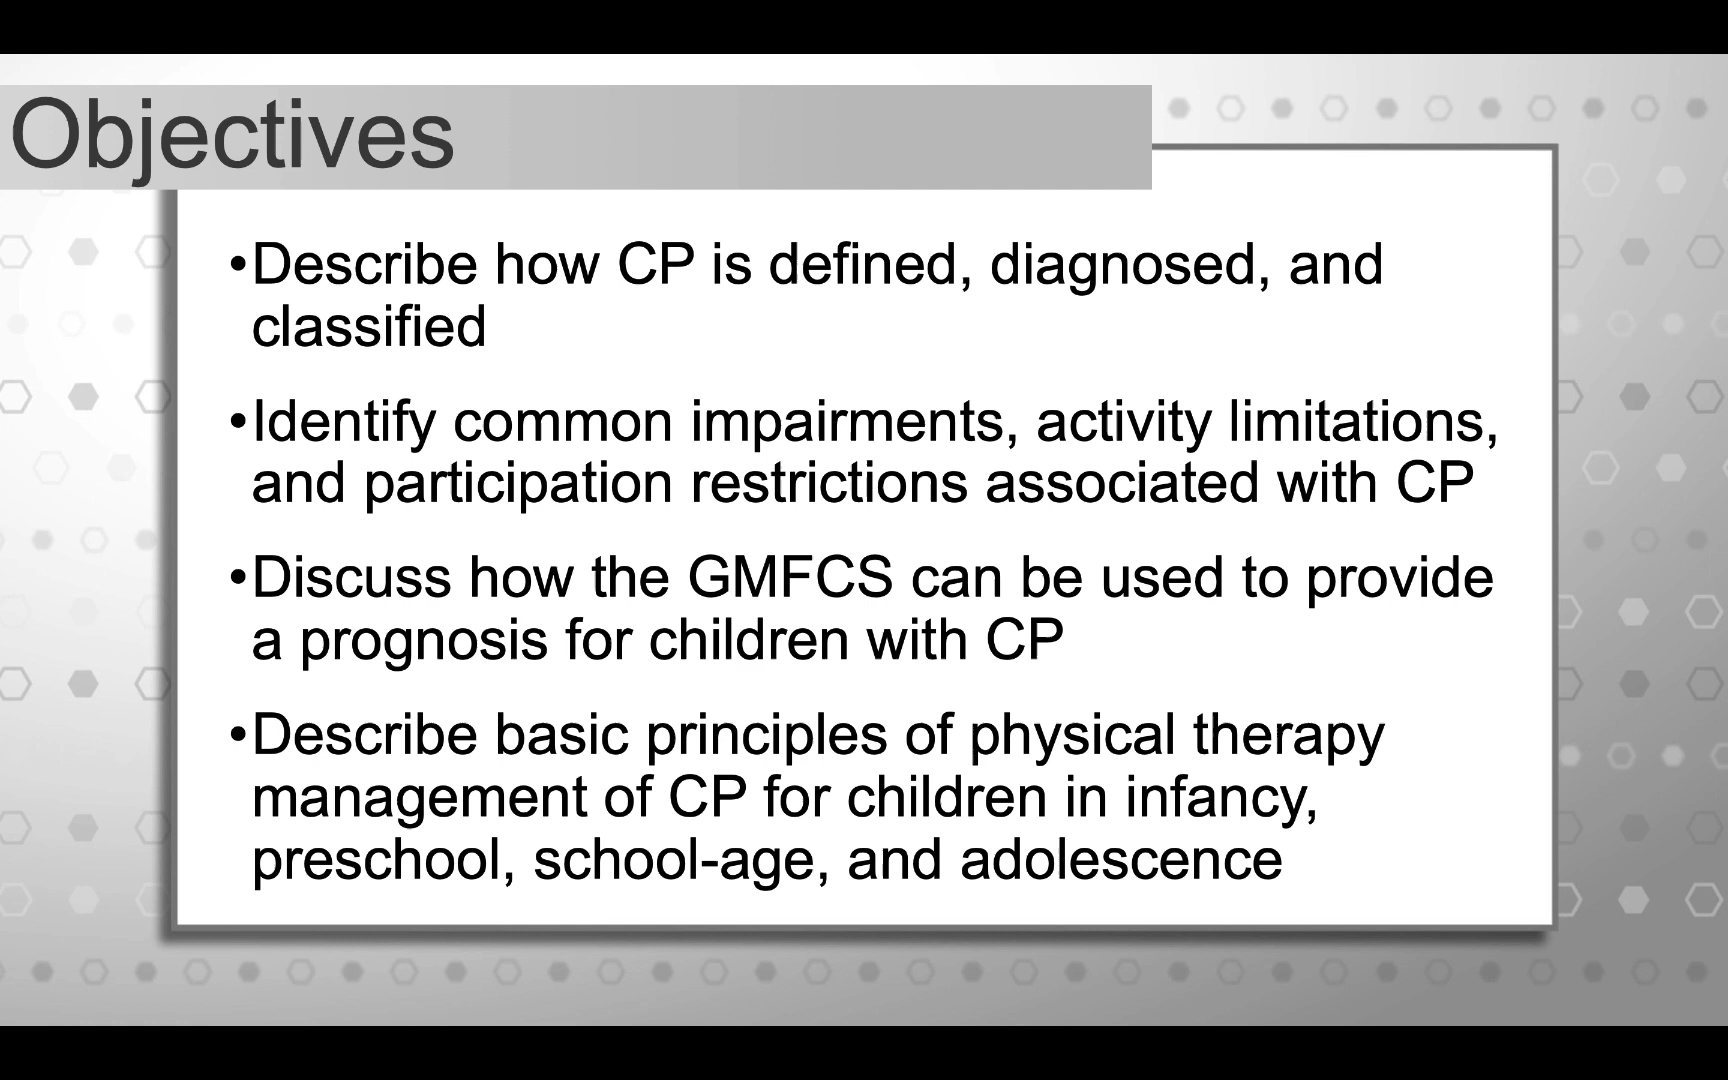 Objectives
•Describe how CP is defined, diagnosed, and
classified
•Identify common impairments, activity limitations,
and participation restrictions associated with CP
•Discuss how the GMFCS can be used to provide
a prognosis for children with CP
•Describe basic principles of physical therapy
management of CP for children in infancy,
preschool, school-age, and adolescence